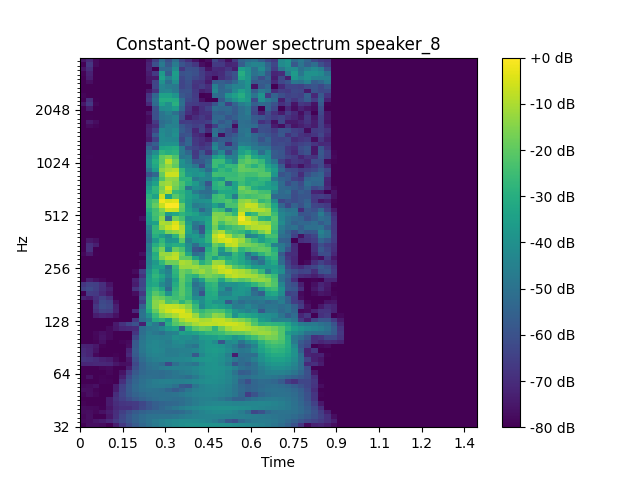 Constant-Q power spectrum speaker_8
Hz
2048
1024
512
256
128
64
32
0 0.15 0.3 0.45 0.6 0.75 0.9 1.1 1.2 1.4
Time
+0 dB
-10 dB
-20 dB
-30 dB
-40 dB
-50 dB
-60 dB
-70 dB
-80 dB